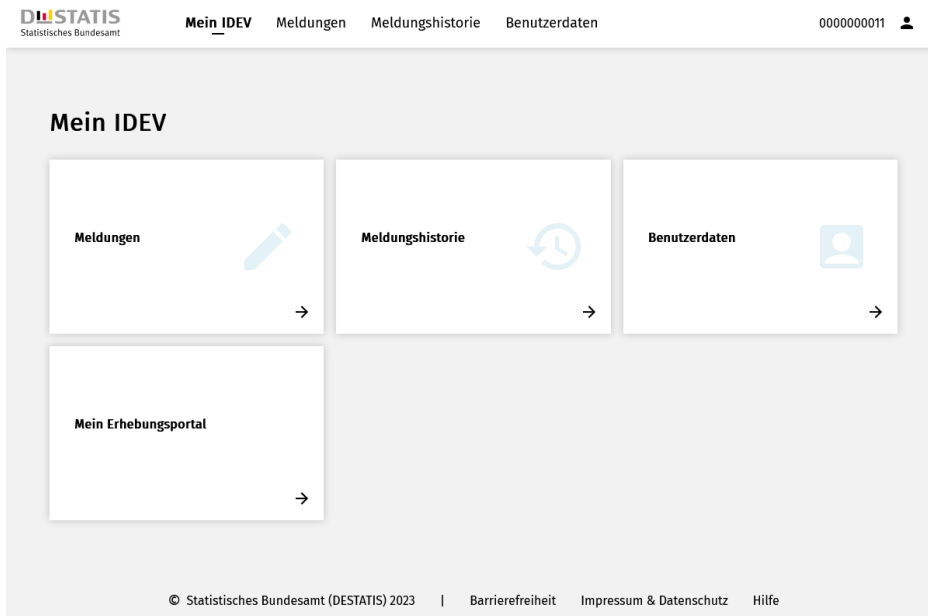 DESTATIS
Statistisches Bundesamt
Mein IDEV Meldungen Meldungshistorie Benutzerdaten 0000000011
Mein IDEV
Meldungen Meldungshistorie Benutzerdaten
Mein Erhebungsportal
© Statistisches Bundesamt (DESTATIS) 2023 | Barrierefreiheit Impressum & Datenschutz Hilfe